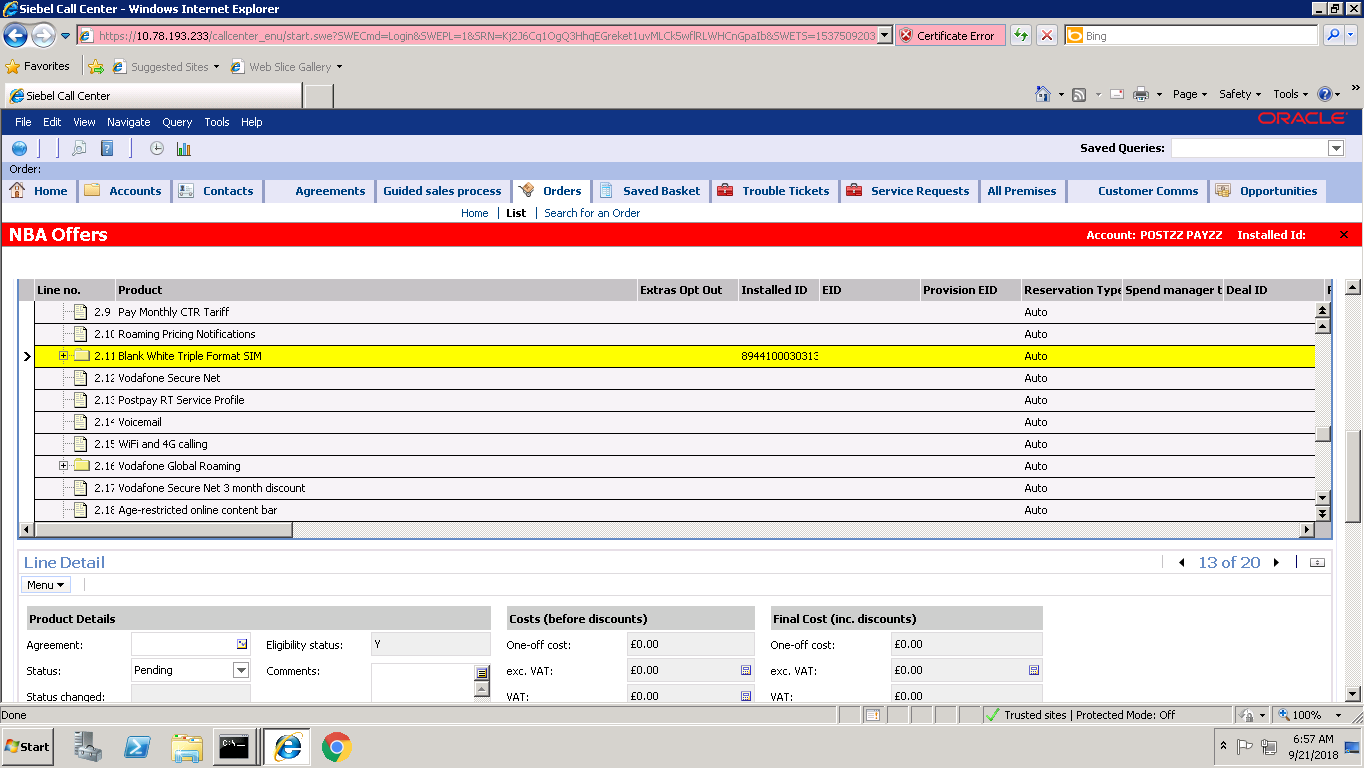 Siebel Call Center - Windows Internet Explorer
https://10.78.193.233/callcenter_enu/start.swe?SWECmd=Login&SWEPL=1&SRN=Kj2J6Cq1OgQ3HhqEGreket1uvMLCk5wflRLWHCnGpaIb&SWETS=1537509203
Certificate Error
Bing
Favorites Suggested Sites Web Slice Gallery
Siebel Call Center
Page Safety Tools
File Edit View Navigate Query Tools Help
ORACLE
Saved Queries:
Order:
Home Accounts Contacts Agreements Guided sales process Orders Saved Basket Trouble Tickets Service Requests All Premises Customer Comms Opportunities
Home List Search for an Order
NBA Offers Account: POSTZZ PAYZZ Installed Id:
Line no. Product Extras Opt Out Installed ID EID Provision EID Reservation Type Spend manager t Deal ID
2.9 Pay Monthly CTR Tariff Auto
2.10 Roaming Pricing Notifications Auto
2.11 Blank White Triple Format SIM 8944100030313 Auto
2.12 Vodafone Secure Net Auto
2.13 Postpay RT Service Profile Auto
2.14 Voicemail Auto
2.15 WiFi and 4G calling Auto
2.16 Vodafone Global Roaming Auto
2.17 Vodafone Secure Net 3 month discount Auto
2.18 Age-restricted online content bar Auto
Line Detail 13 of 20
Menu
Product Details Costs (before discounts) Final Cost (inc. discounts)
Agreement: Eligibility status: Y One-off cost: £0.00 One-off cost: £0.00
Status: Pending Comments: exc. VAT: £0.00 exc. VAT: £0.00
Status changed: VAT: £0.00 VAT: £0.00
Done Trusted sites | Protected Mode: Off 100%
Start 6:57 AM
9/21/2018